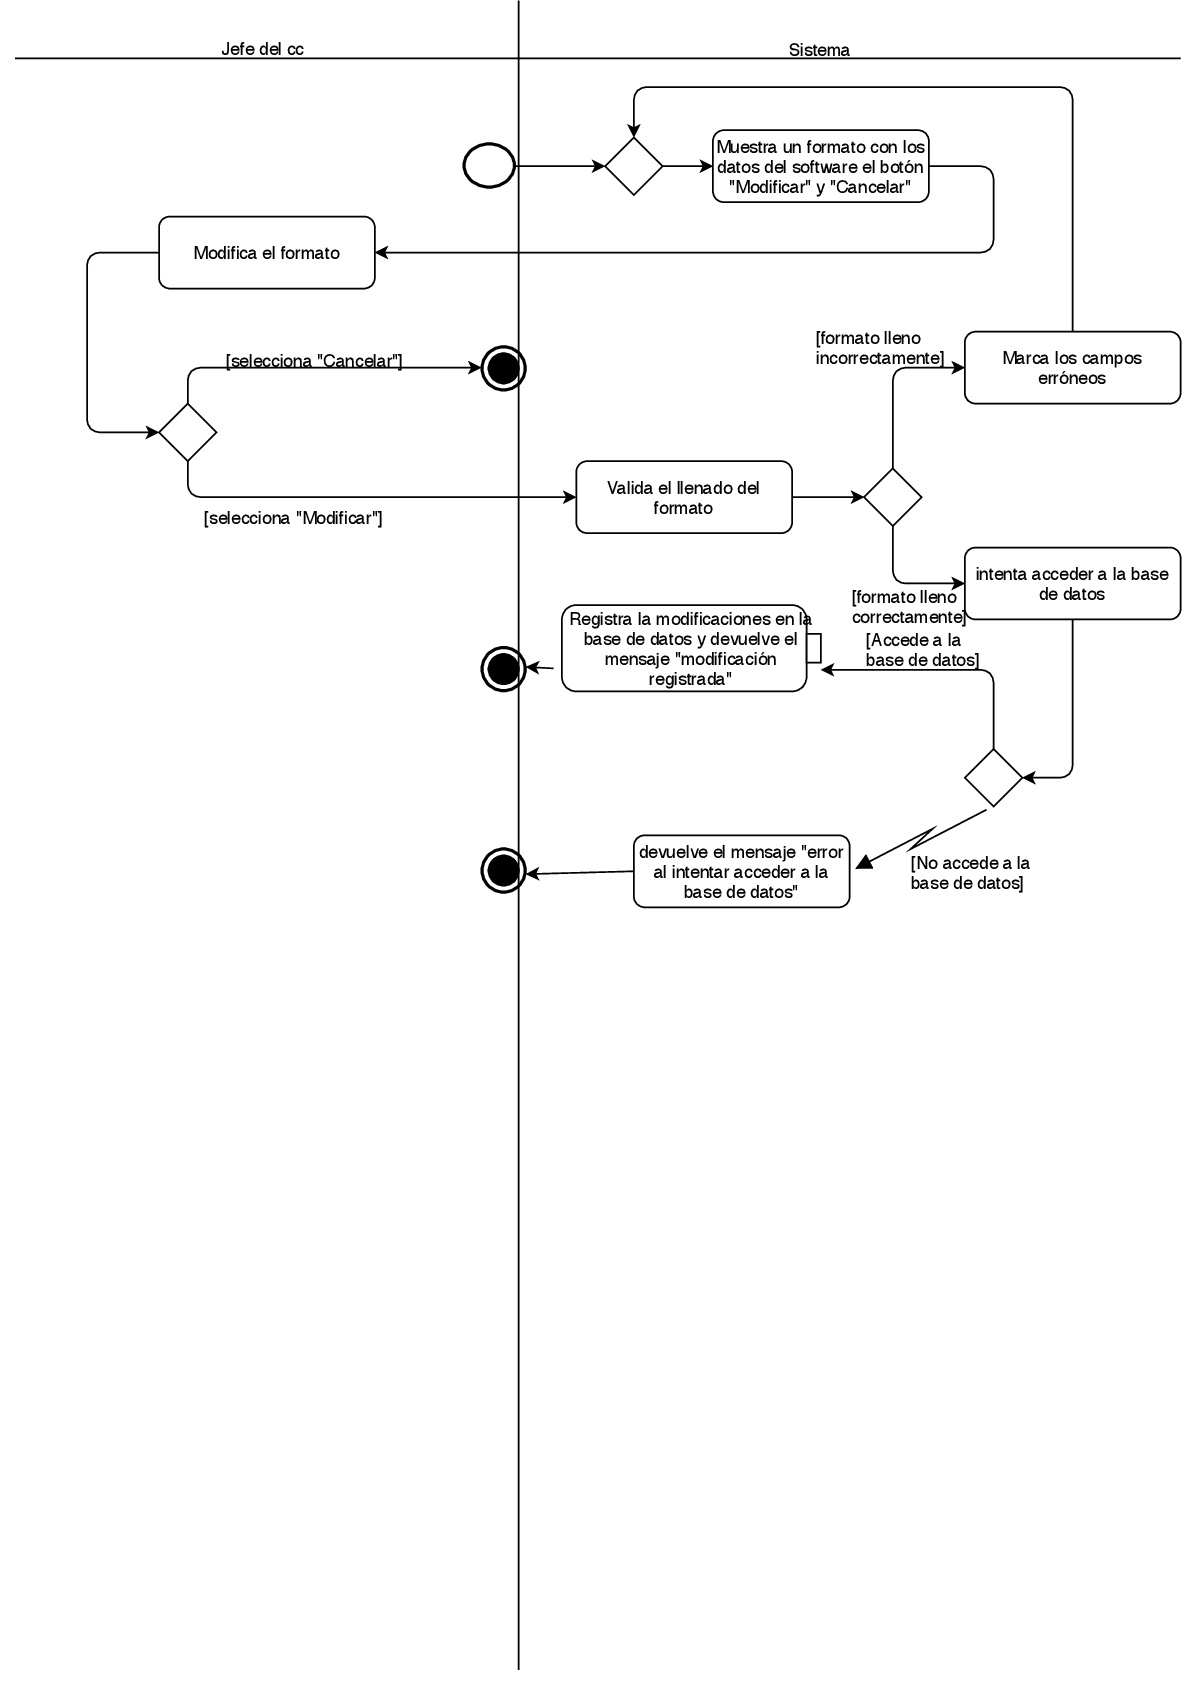 Jefe del cc
Sistema
Muestra un formato con los
datos del software el botón
"Modificar" y "Cancelar"
Modifica el formato
[formato lleno
incorrectamente]
Marca los campos
erróneos
[selecciona "Cancelar"]
Valida el llenado del
formato
[selecciona "Modificar"]
intenta acceder a la base
de datos
[formato lleno
correctamente]
Registra la modificaciones en la
base de datos y devuelve el
mensaje "modificación
registrada"
[Accede a la
base de datos]
devuelve el mensaje "error
al intentar acceder a la
base de datos"
[No accede a la
base de datos]